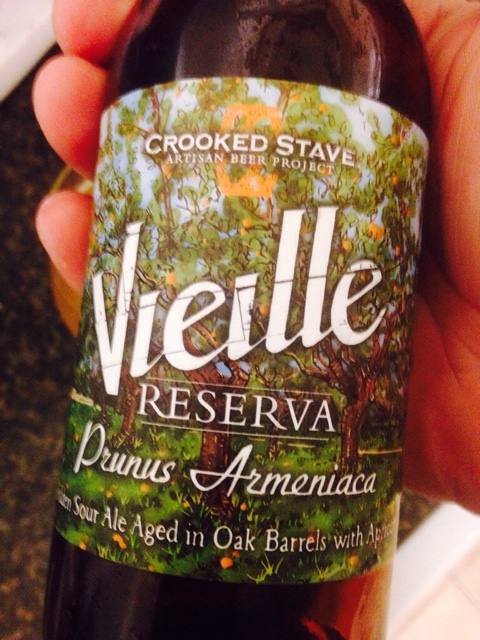 CROOKED STAVE
ARTISAN BEER PROJECT
Vieille
RESERVA
Prunus Armeniaca
Sour Ale Aged in Oak Barrels with